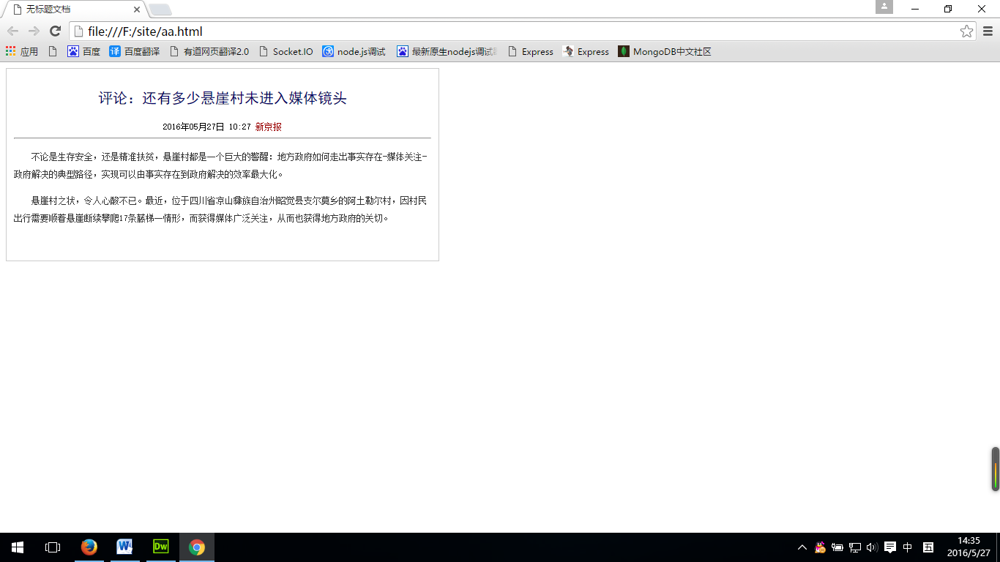 无标题文档
file:///F:/site/aa.html
应用 百度 百度翻译 有道网页翻译2.0 Socket.IO node.js调试 最新原生nodejs调试 Express Express MongoDB中文社区
评论：还有多少悬崖村未进入媒体镜头
2016年05月27日 10:27 新京报
不论是生存安全，还是精准扶贫，悬崖村都是一个巨大的警醒：地方政府如何走出事实存在-媒体关注-
政府解决的典型路径，实现可以由事实存在到政府解决的效率最大化。
悬崖村之状，令人心酸不已。最近，位于四川省凉山彝族自治州昭觉县支尔莫乡的阿土勒尔村，因村民
出行需要顺着悬崖断续攀爬17条藤梯一情形，而获得媒体广泛关注，从而也获得地方政府的关切。
译
W
Dw
中 五
14:35
2016/5/27